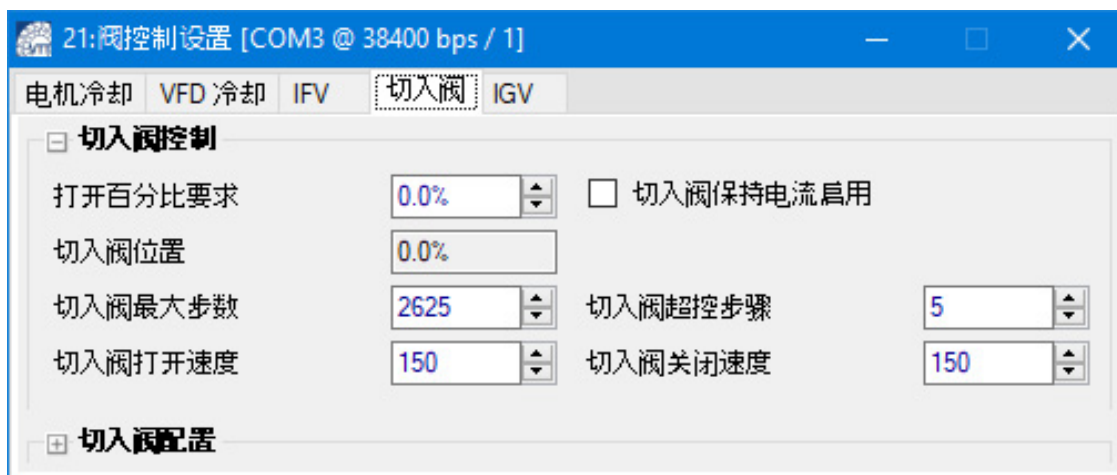 21:阀控制设置 [COM3 @ 38400 bps / 1]
电机冷却 VFD 冷却 IFV 切入阀 IGV
切入阀控制
打开百分比要求 0.0% 切入阀保持电流启用
切入阀位置 0.0%
切入阀最大步数 2625 切入阀超控步骤 5
切入阀打开速度 150 切入阀关闭速度 150
切入阀配置